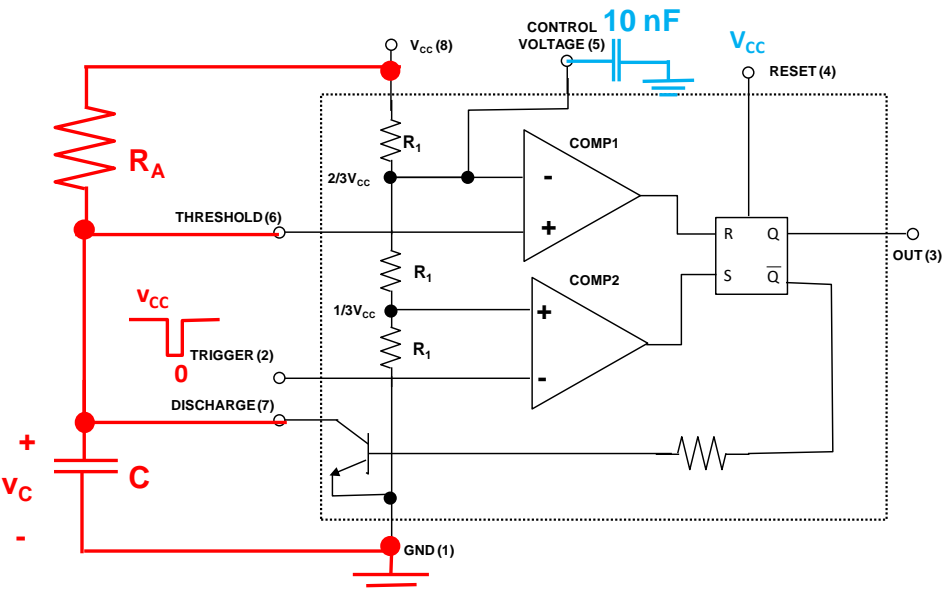 CONTROL
VOLTAGE (5)
10 nF
VCC (8)
VCC
RESET (4)
R1
COMP1
RA
2/3VCC
-
THRESHOLD (6)
+
R Q
OUT (3)
R1
COMP2
S Q̅
vCC
1/3VCC
+
R1
TRIGGER (2)
0
-
DISCHARGE (7)
+
vC
C
-
GND (1)